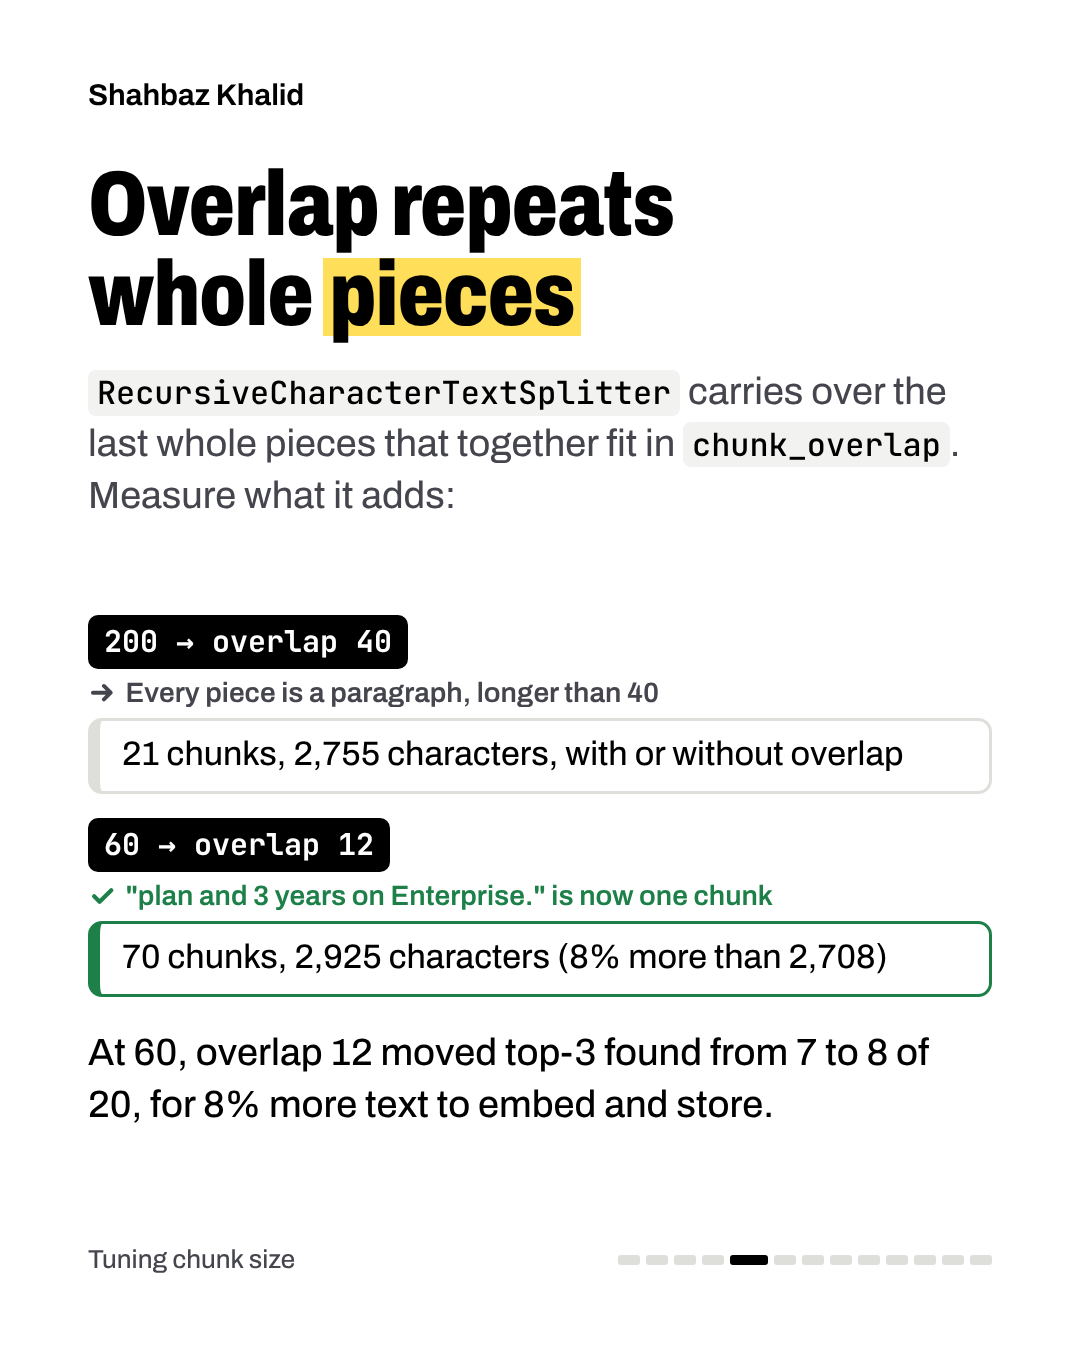 Shahbaz Khalid
Overlap repeats
whole pieces
RecursiveCharacterTextSplitter carries over the
last whole pieces that together fit in chunk_overlap.
Measure what it adds:
200 → overlap 40
→ Every piece is a paragraph, longer than 40
21 chunks, 2,755 characters, with or without overlap
60 → overlap 12
✓ "plan and 3 years on Enterprise." is now one chunk
70 chunks, 2,925 characters (8% more than 2,708)
At 60, overlap 12 moved top-3 found from 7 to 8 of
20, for 8% more text to embed and store.
Tuning chunk size